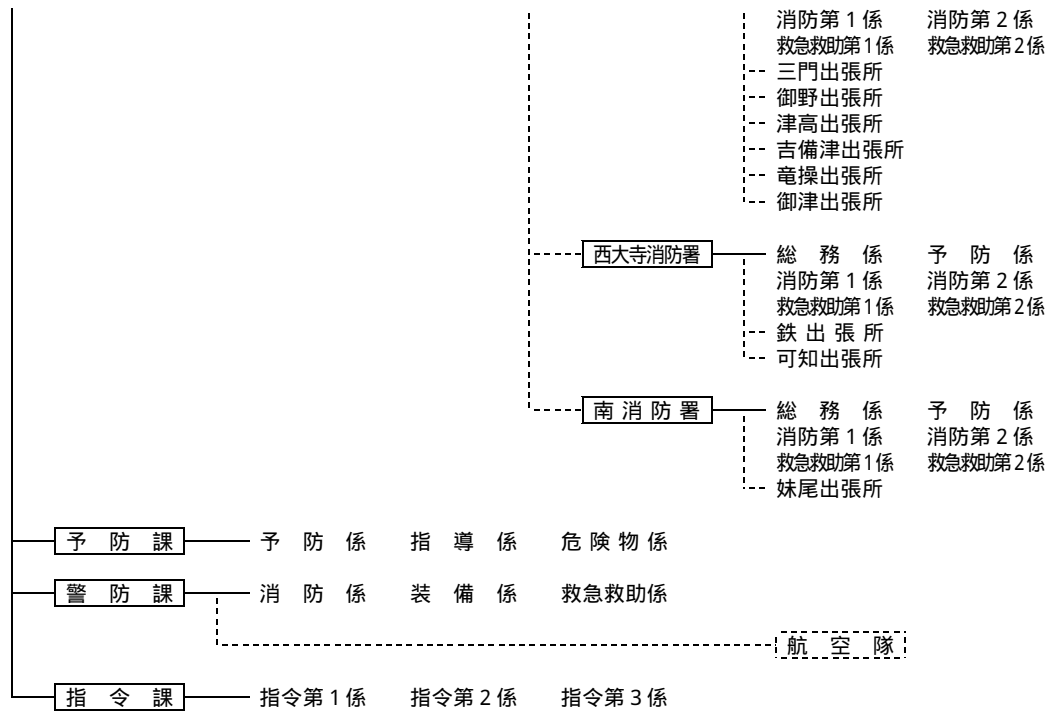 消防第1係 消防第2係
救急救助第1係 救急救助第2係
三門出張所
御野出張所
津高出張所
吉備津出張所
竜操出張所
御津出張所
西大寺消防署 総務係 予防係
消防第1係 消防第2係
救急救助第1係 救急救助第2係
鉄出張所
可知出張所
南消防署 総務係 予防係
消防第1係 消防第2係
救急救助第1係 救急救助第2係
妹尾出張所
予防課 予防係 指導係 危険物係
警防課 消防係 装備係 救急救助係
航空隊
指令課 指令第1係 指令第2係 指令第3係